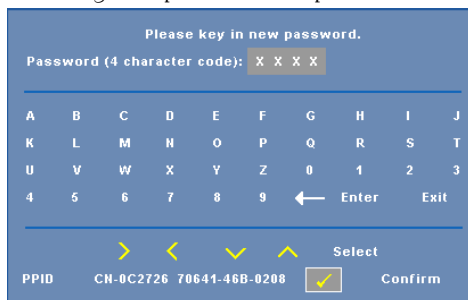 Please key in new password.
Password (4 character code): X X X X
A B C D E F G H I J
K L M N O P Q R S T
U V W X Y Z 0 1 2 3
4 5 6 7 8 9 ← Enter Exit
> < ∨ ∧ Select
PPID CN-0C2726 70641-46B-0208 ✓ Confirm